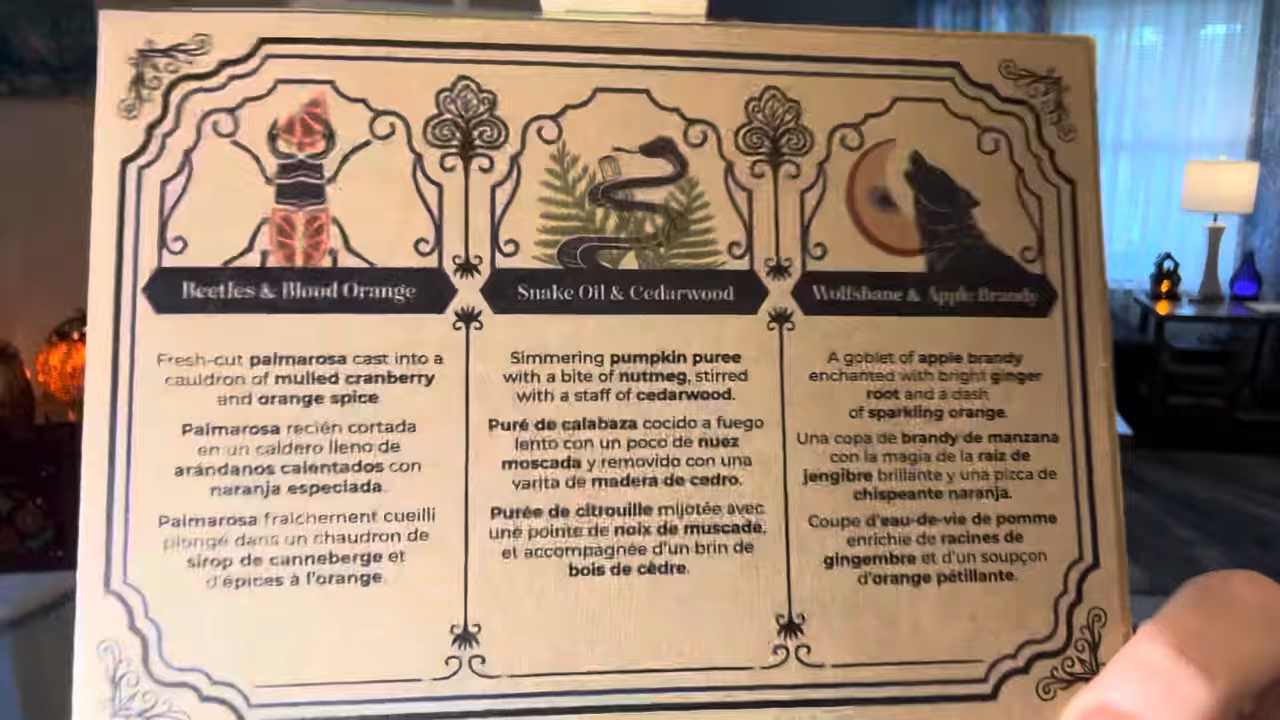 Beetles & Blood Orange
Fresh-cut palmarosa cast into a
cauldron of mulled cranberry
and orange spice
Palmarosa recién cortada
en un caldero lleno de
arándanos calentados con
naranja especiada.
Palmarosa fraîchement cueilli
plongé dans un chaudron de
sirop de canneberge et
d'épices à l'orange
Snake Oil & Cedarwood
Simmering pumpkin puree
with a bite of nutmeg, stirred
with a staff of cedarwood.
Puré de calabaza cocido a fuego
lento con un poco de nuez
moscada y removido con una
varita de madera de cedro.
Purée de citrouille mijotée avec
une pointe de noix de muscade,
et accompagnée d'un brin de
bois de cèdre.
Wolfsbane & Apple Brandy
A goblet of apple brandy
enchanted with bright ginger
root and a dash
of sparkling orange.
Una copa de brandy de manzana
con la magia de la raíz de
jengibre brillante y una pizca de
chispeante naranja.
Coupe d'eau-de-vie de pomme
enrichie de racines de
gingembre et d'un soupçon
d'orange pétillante.